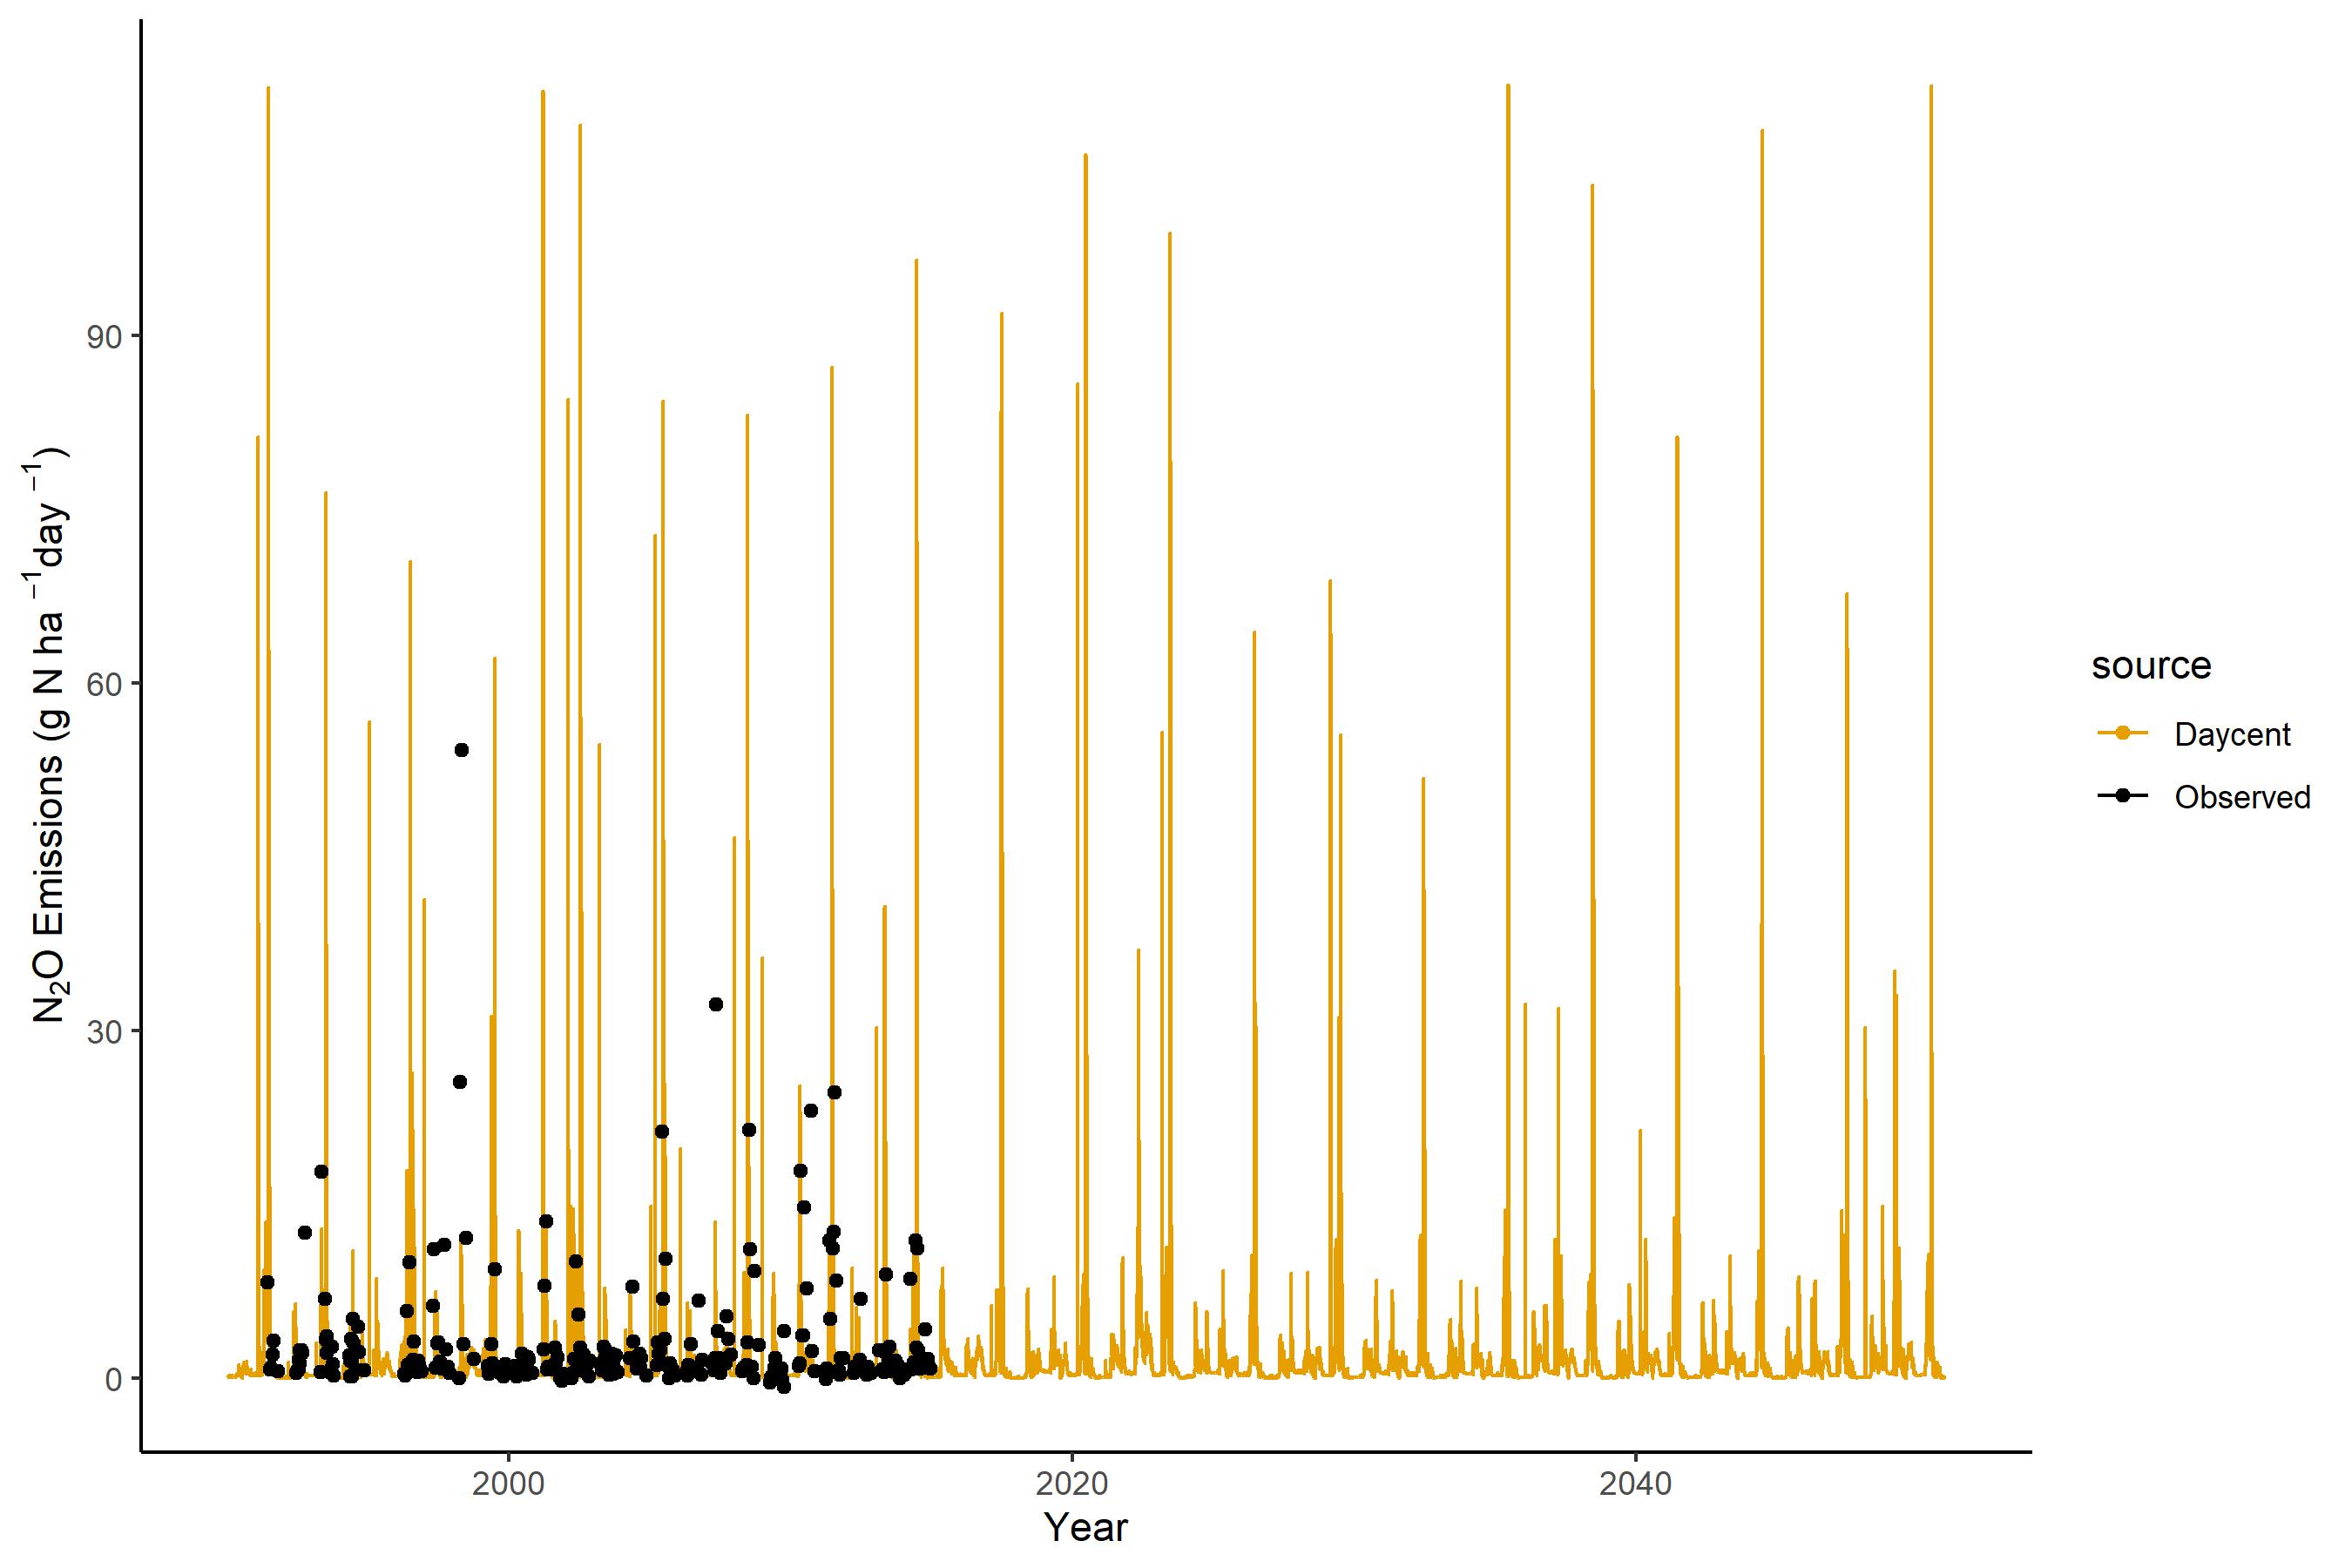 N₂O Emissions (g N ha ⁻¹day ⁻¹)
90
60
30
0
2000
2020
2040
Year
source
Daycent
Observed